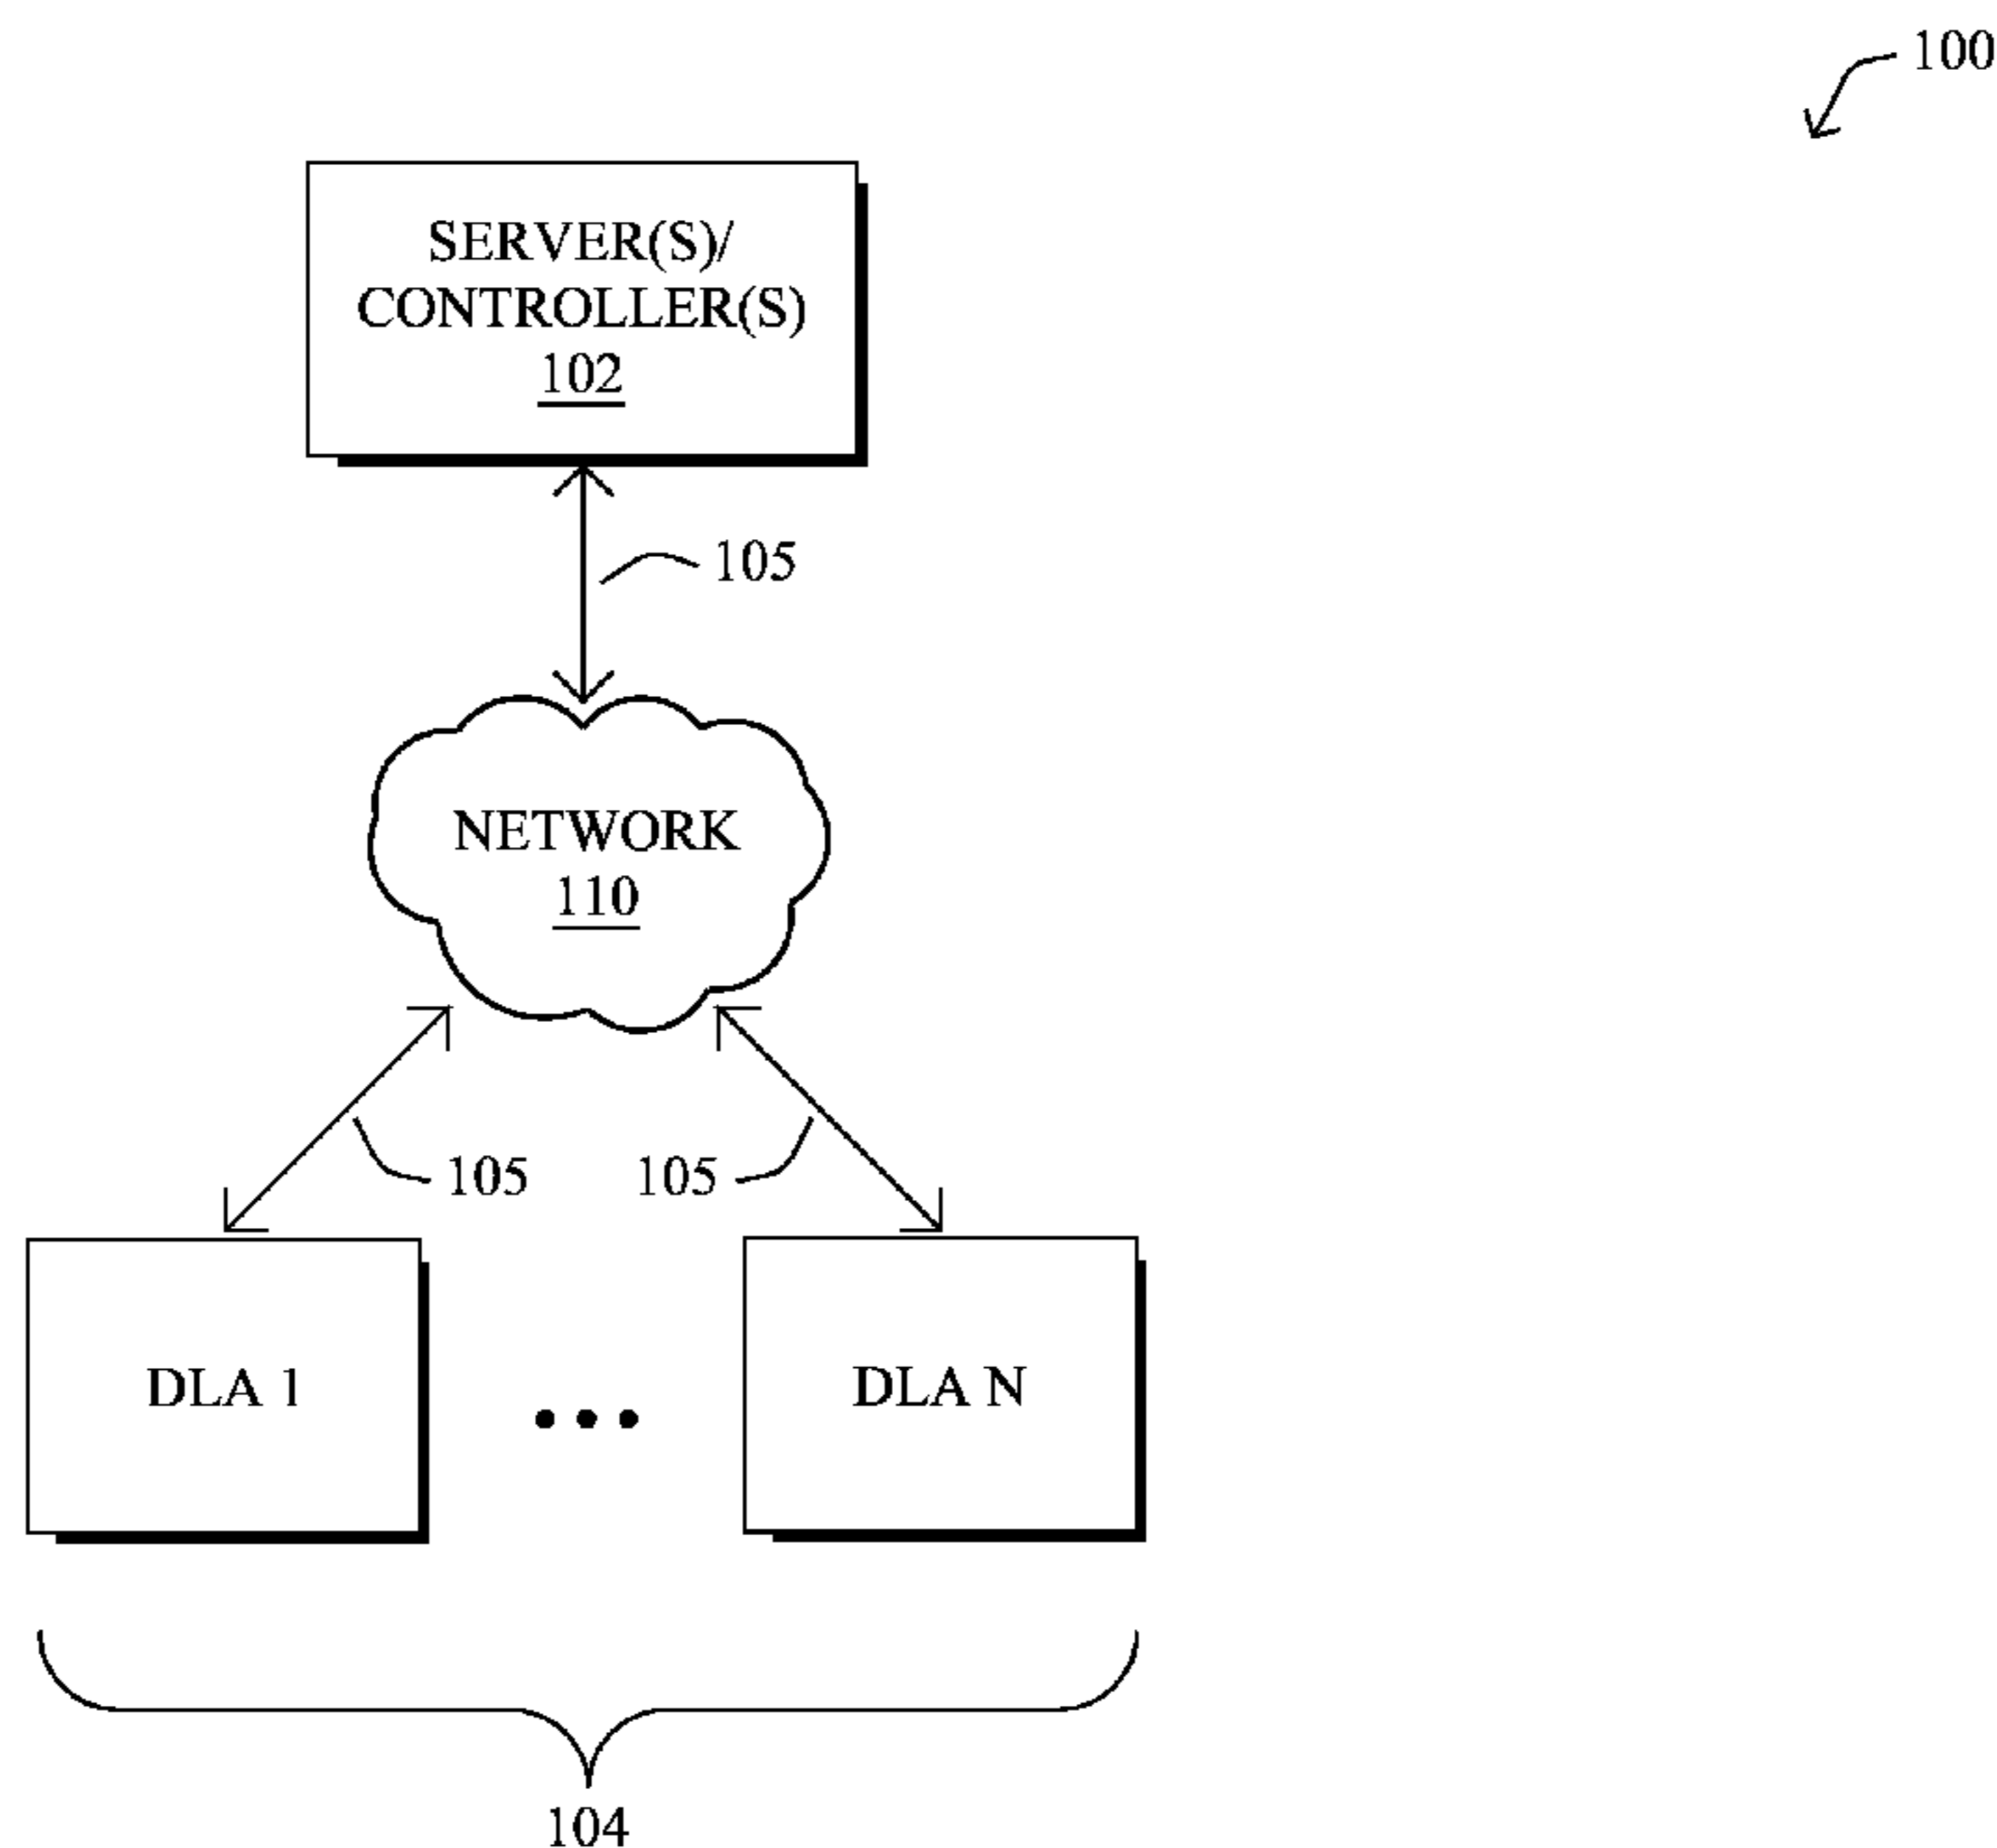 100
SERVER(S)/
CONTROLLER(S)
102
105
NETWORK
110
105
105
DLA 1
DLA N
104